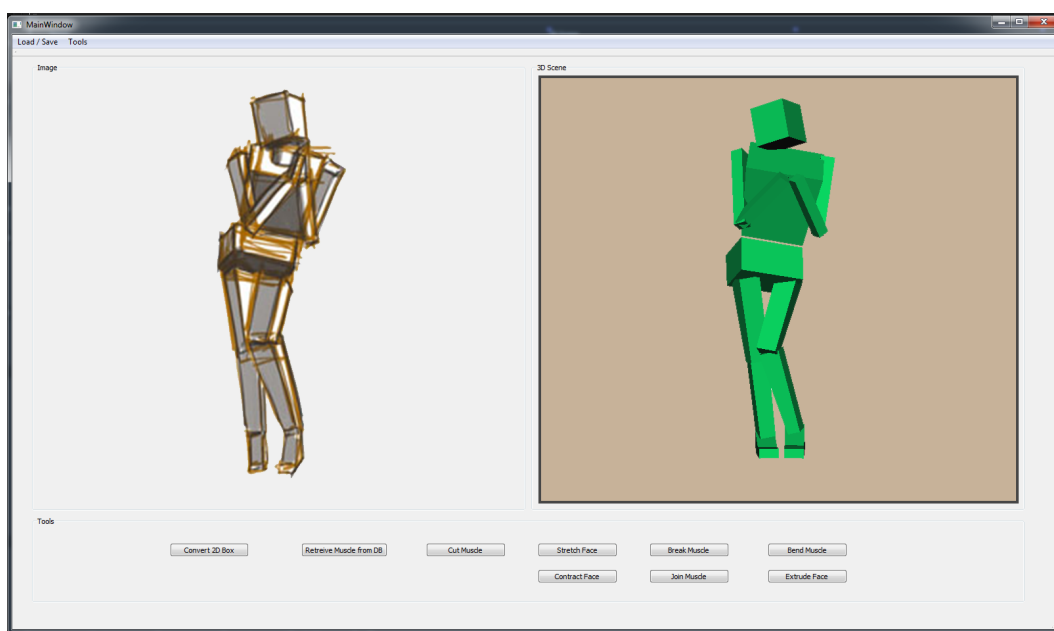 MainWindow
Load / Save Tools
Image
3D Scene
Tools
Convert 2D Box
Retreive Muscle from DB
Cut Muscle
Stretch Face
Break Muscle
Bend Muscle
Contract Face
Join Muscle
Extrude Face